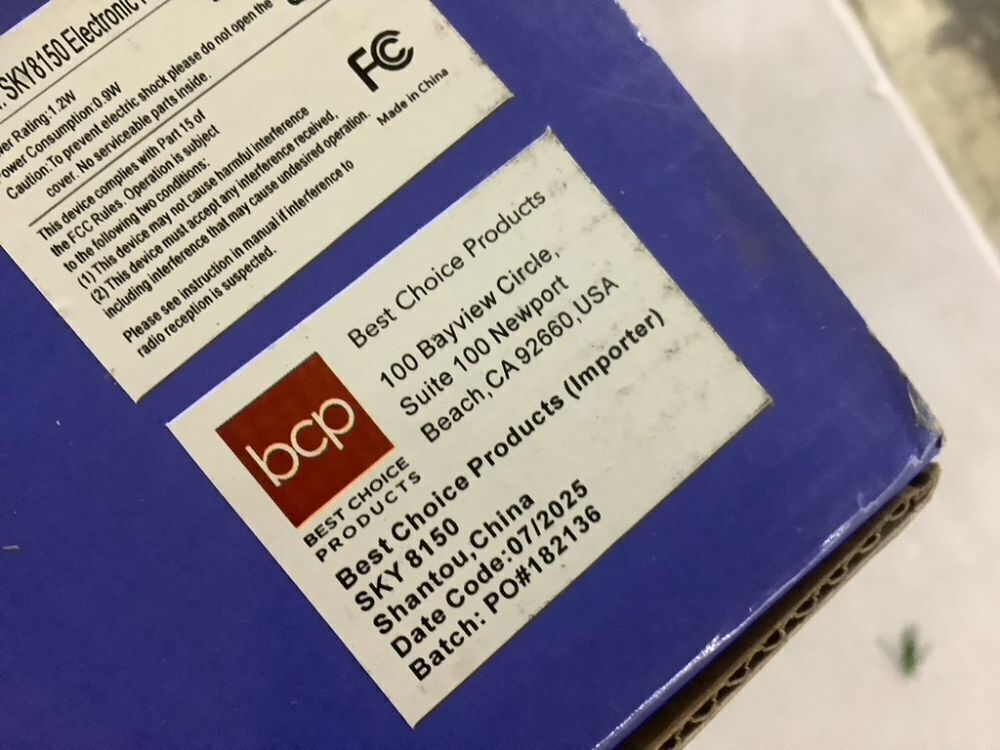 SKY8150 Electronic
Power Rating:1.2W
Power Consumption:0.9W
Caution:To prevent electric shock please do not open the
cover. No serviceable parts inside.
This device complies with Part 15 of
the FCC Rules. Operation is subject
to the following two conditions:
(1) This device may not cause harmful interference
(2) This device must accept any interference received,
including interference that may cause undesired operation.
Please see instruction in manual if interference to
radio reception is suspected.
FC
Made in China
Best Choice Products
100 Bayview Circle,
Suite 100 Newport
Beach, CA 92660,USA
bcp
BEST CHOICE
PRODUCTS
Best Choice Products (Importer)
SKY 8150
Shantou,China
Date Code:07/2025
Batch: PO#182136